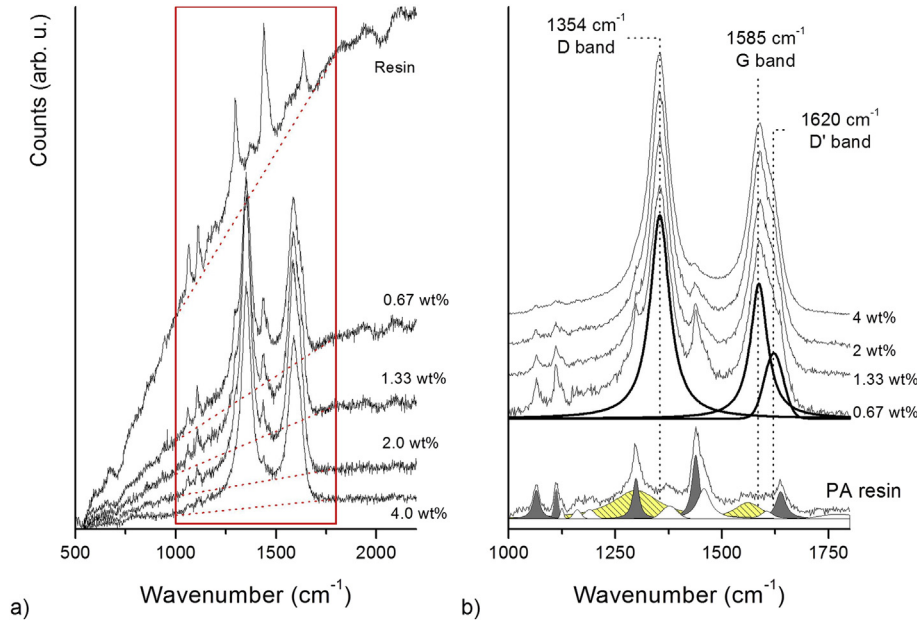 Counts (arb. u.)
Resin
0.67 wt%
1.33 wt%
2.0 wt%
4.0 wt%
500 1000 1500 2000
Wavenumber (cm⁻¹)
a)
1354 cm⁻¹
D band
1585 cm⁻¹
G band
1620 cm⁻¹
D' band
4 wt%
2 wt%
1.33 wt%
0.67 wt%
PA resin
1000 1250 1500 1750
Wavenumber (cm⁻¹)
b)